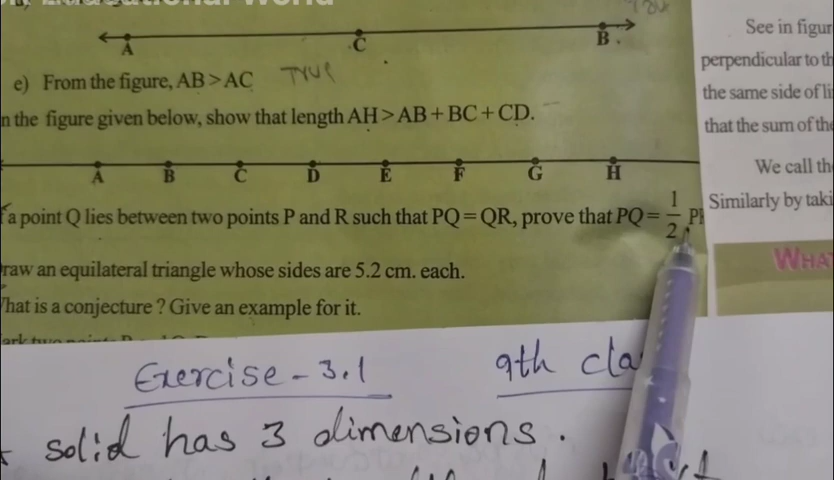 A C B
e) From the figure, AB > AC True
n the figure given below, show that length AH > AB + BC + CD.
A B C D E F G H
a point Q lies between two points P and R such that PQ = QR, prove that PQ = 1/2 P
raw an equilateral triangle whose sides are 5.2 cm. each.
hat is a conjecture ? Give an example for it.
Exercise - 3.1 9th cla
solid has 3 dimensions.
See in figur
perpendicular to th
the same side of li
that the sum of the
We call th
Similarly by taki
WHA